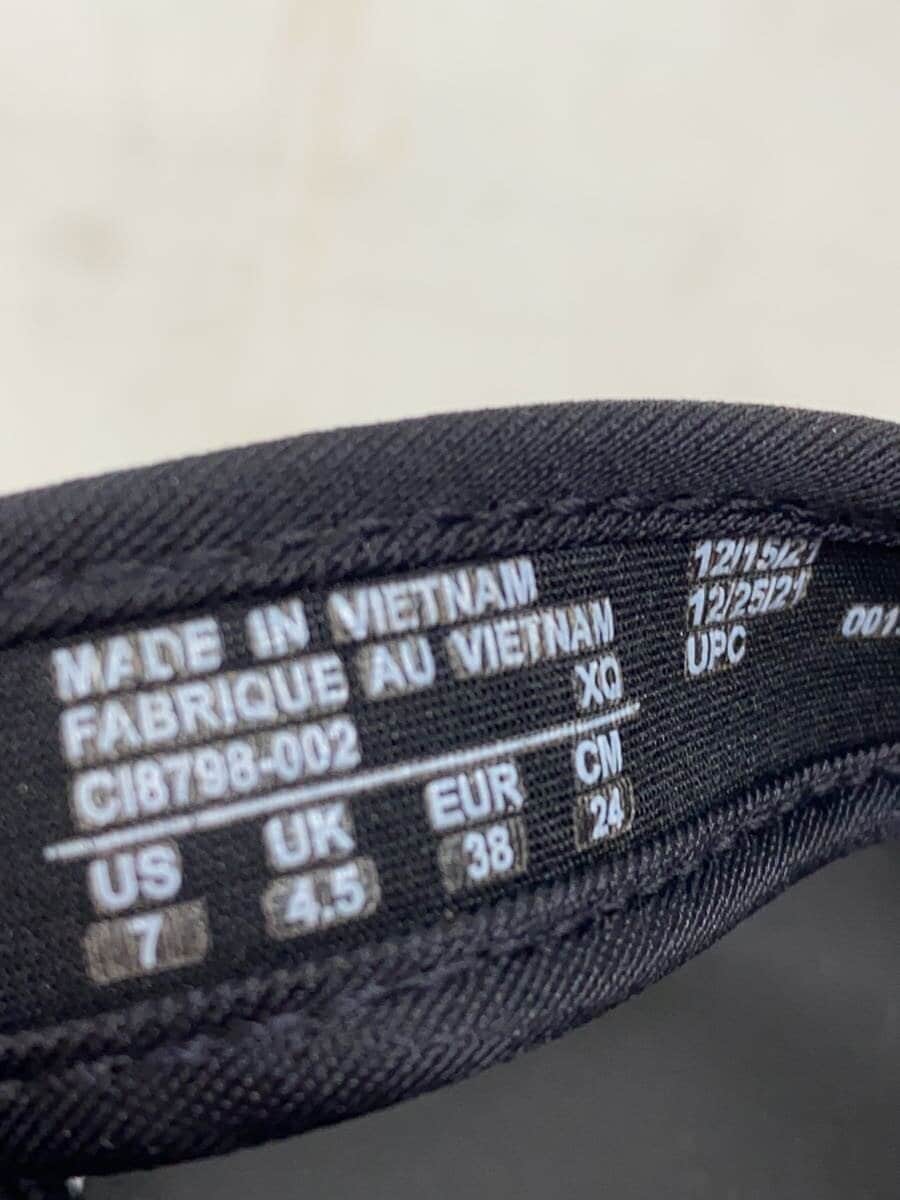 MADE IN VIETNAM
FABRIQUE AU VIETNAM
CI8798-002 XQ
US UK EUR CM
7 4.5 38 24
12/15/21
12/25/21
UPC